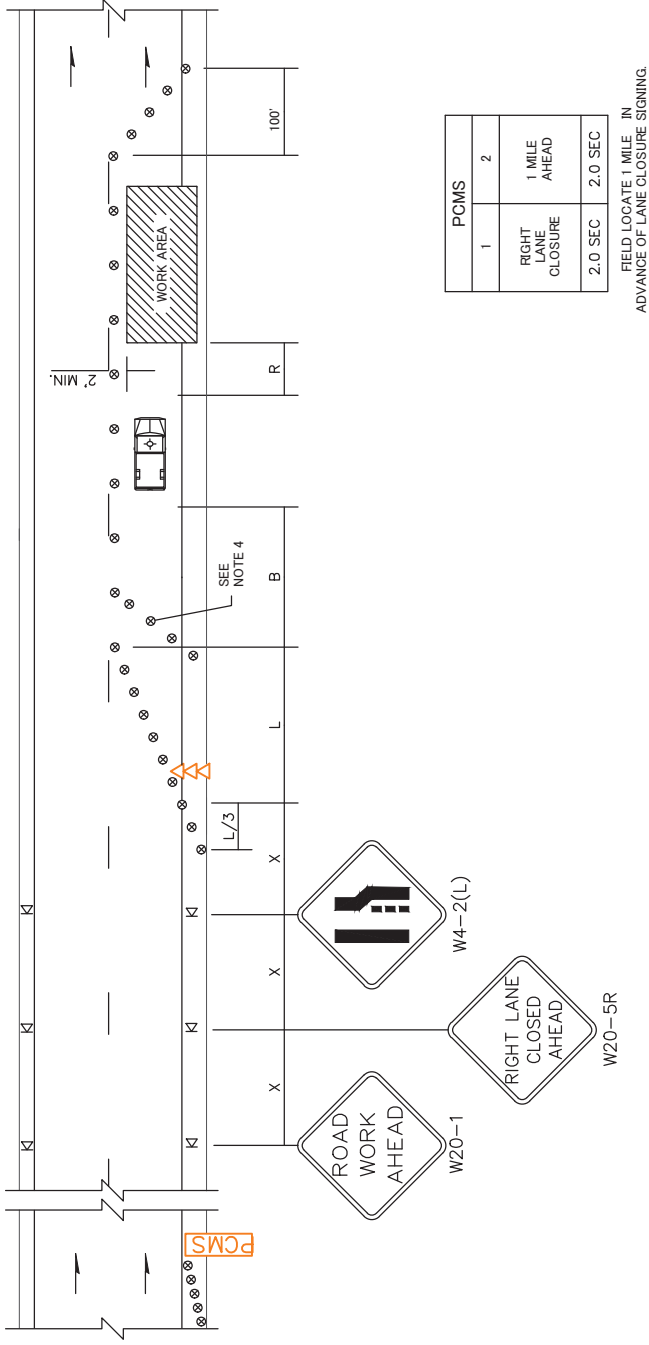 100'
WORK AREA
2' MIN.
R
SEE
NOTE 4
B
L
L/3
X
X
X
W4-2(L)
RIGHT LANE
CLOSED
AHEAD
W20-5R
ROAD
WORK
AHEAD
W20-1
PCMS
PCMS
1
2
RIGHT
LANE
CLOSURE
1 MILE
AHEAD
2.0 SEC
2.0 SEC
FIELD LOCATE 1 MILE IN
ADVANCE OF LANE CLOSURE SIGNING.